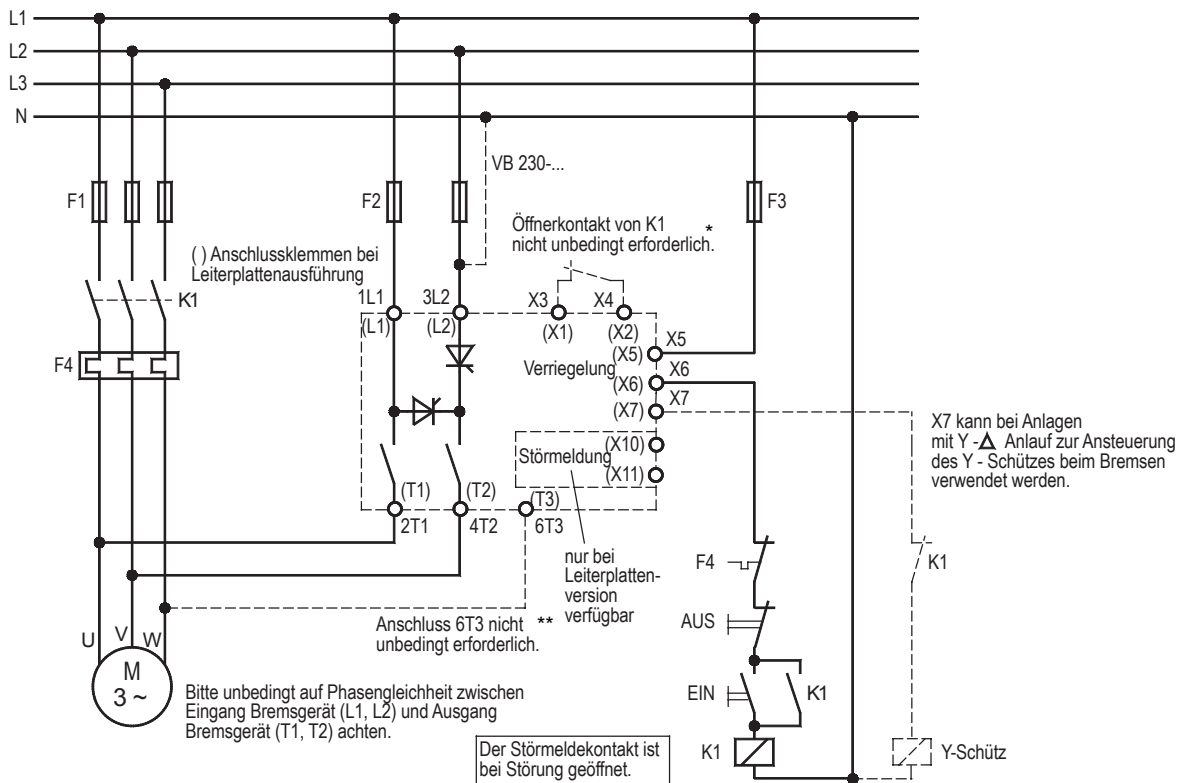 L1
L2
L3
N
VB 230-...
F1
F2
F3
Öffnerkontakt von K1 *
nicht unbedingt erforderlich.
( ) Anschlussklemmen bei
Leiterplattenausführung
K1
1L1
3L2
X3
X4
(L1)
(L2)
(X1)
(X2)
X5
(X5)
F4
Verriegelung
X6
(X6)
X7
(X7)
X7 kann bei Anlagen
mit Y -Δ Anlauf zur Ansteuerung
des Y - Schützes beim Bremsen
verwendet werden.
(X10)
Störmeldung
(X11)
(T1)
(T2)
(T3)
2T1
4T2
6T3
nur bei
Leiterplatten-
version
verfügbar
F4
K1
Anschluss 6T3 nicht **
unbedingt erforderlich.
AUS
U
V
W
M
3 ~
Bitte unbedingt auf Phasengleichheit zwischen
Eingang Bremsgerät (L1, L2) und Ausgang
Bremsgerät (T1, T2) achten.
EIN
K1
K1
Y-Schütz
Der Störmeldekontakt ist
bei Störung geöffnet.